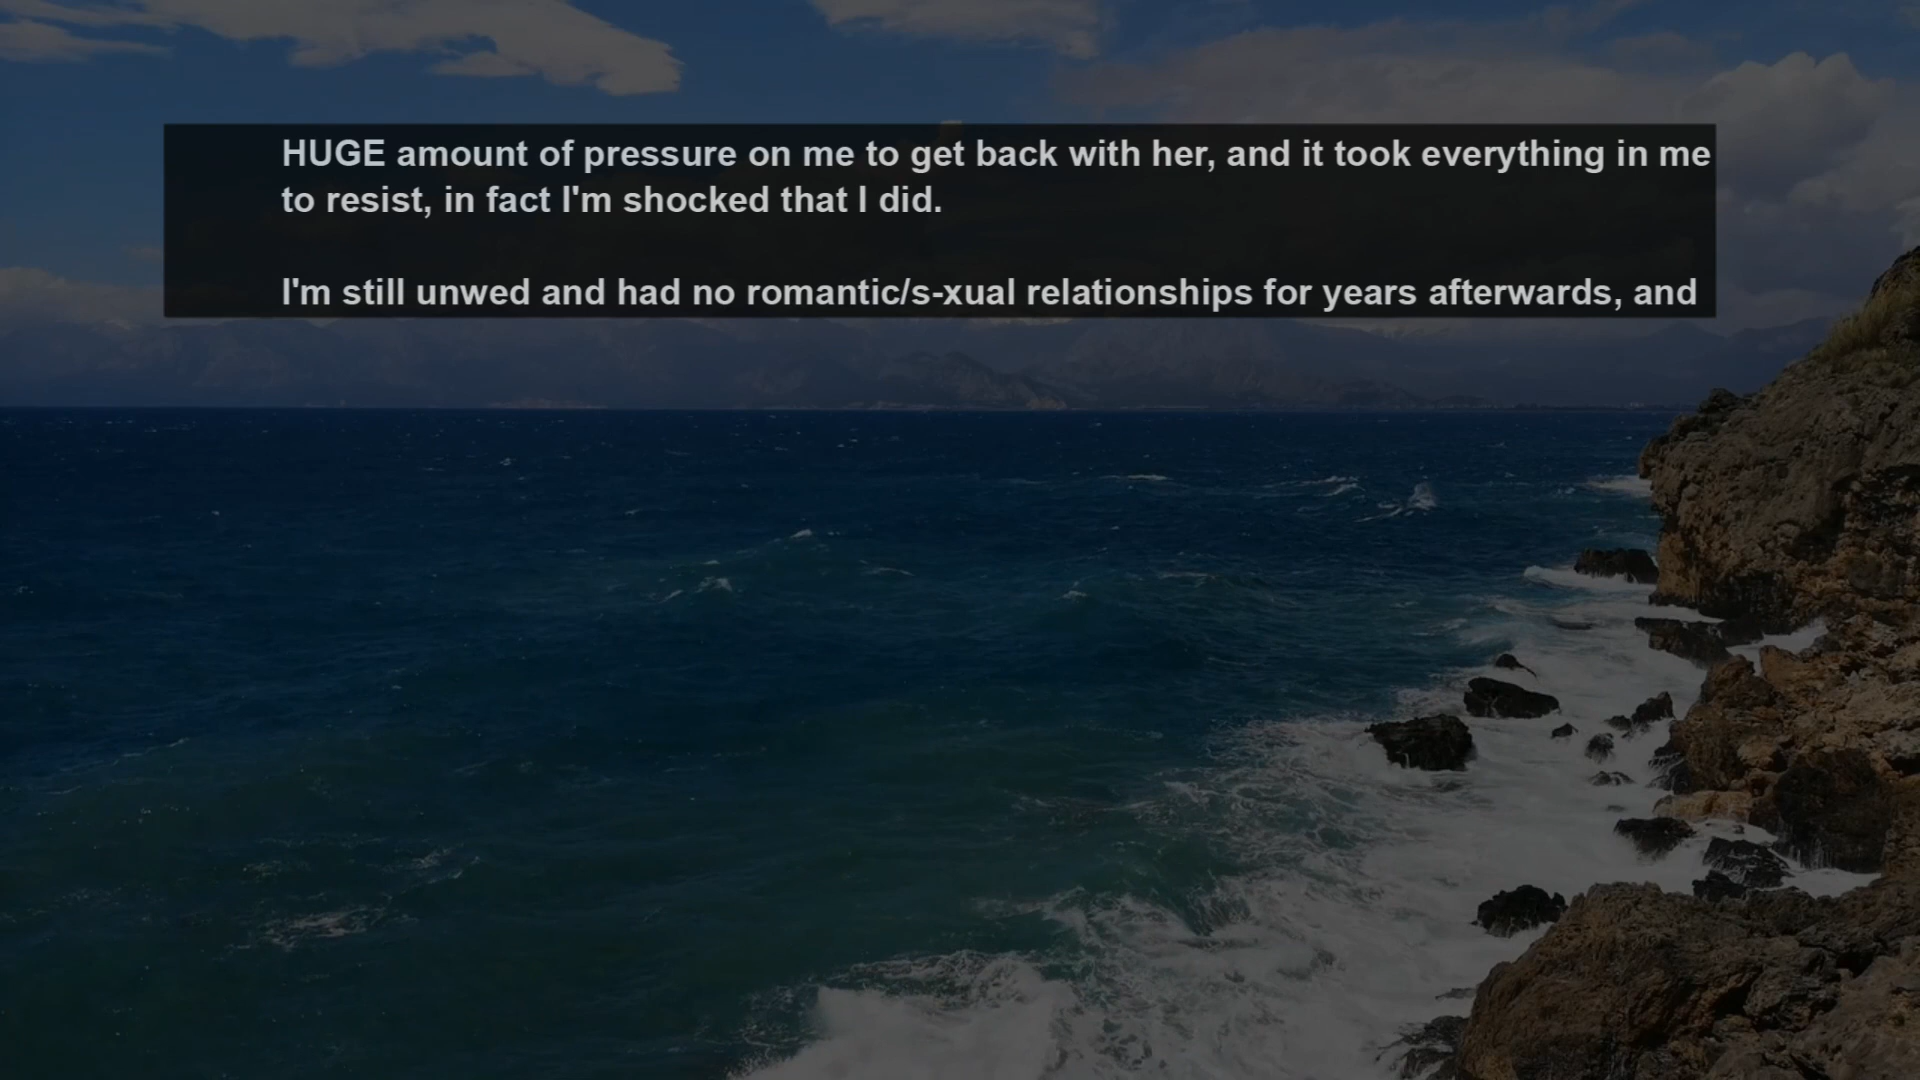 HUGE amount of pressure on me to get back with her, and it took everything in me
to resist, in fact I'm shocked that I did.
I'm still unwed and had no romantic/s-xual relationships for years afterwards, and